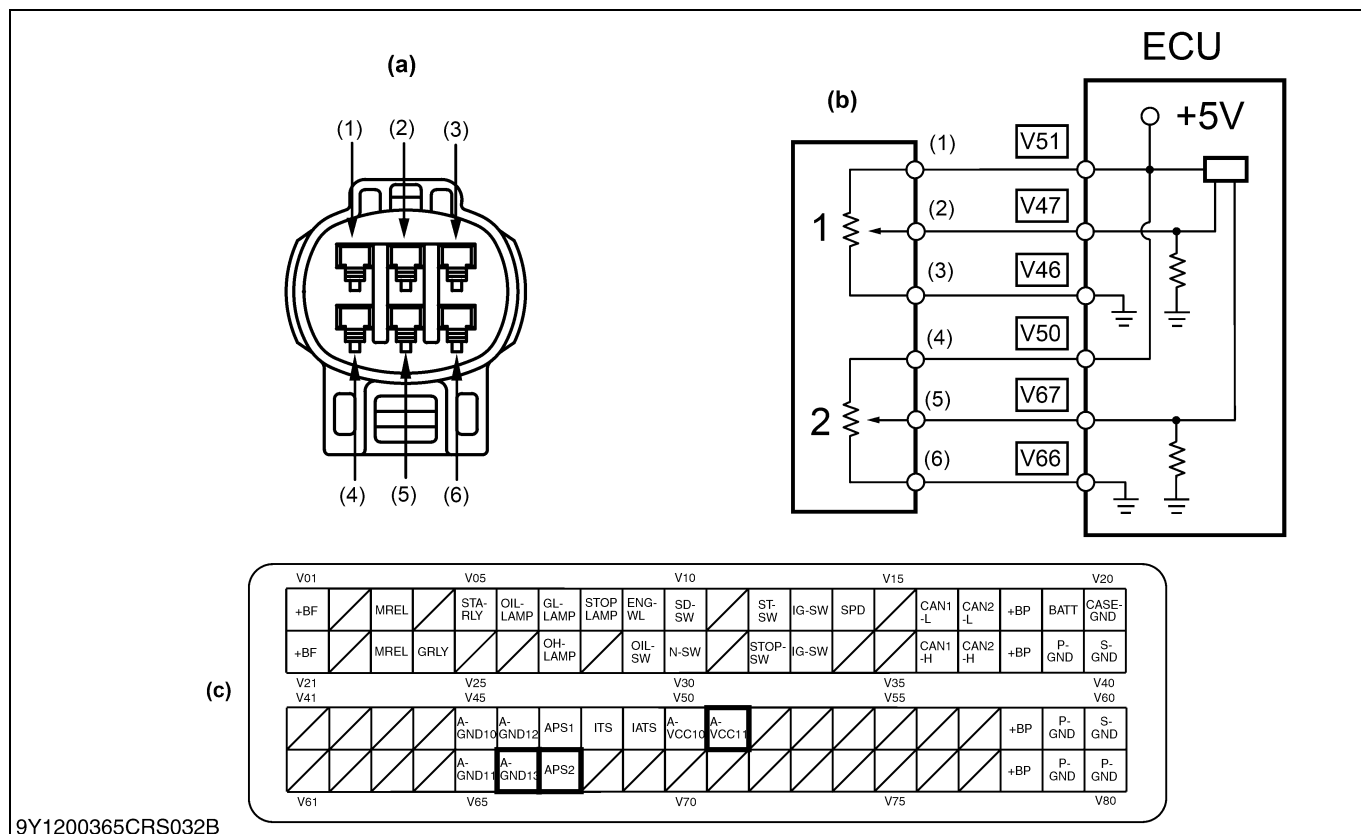 (a)
(1) (2) (3)
(4) (5) (6)
ECU
(b)
+5V
(1) V51
(2) V47
1
(3) V46
(4) V50
(5) V67
2
(6) V66
(c)
V01 V05 V10 V15 V20
+BF MREL STA-RLY OIL-LAMP GL-LAMP STOP LAMP ENG-WL SD-SW ST-SW IG-SW SPD CAN1-L CAN2-L +BP BATT CASE-GND
+BF MREL GRLY OH-LAMP OIL-SW N-SW STOP-SW IG-SW CAN1-H CAN2-H +BP P-GND S-GND
V21 V25 V30 V35 V40
V41 V45 V50 V55 V60
A-GND10 A-GND12 APS1 ITS IATS A-VCC10 A-VCC11 +BP P-GND S-GND
A-GND11 A-GND13 APS2 +BP P-GND P-GND
V61 V65 V70 V75 V80
9Y1200365CRS032B